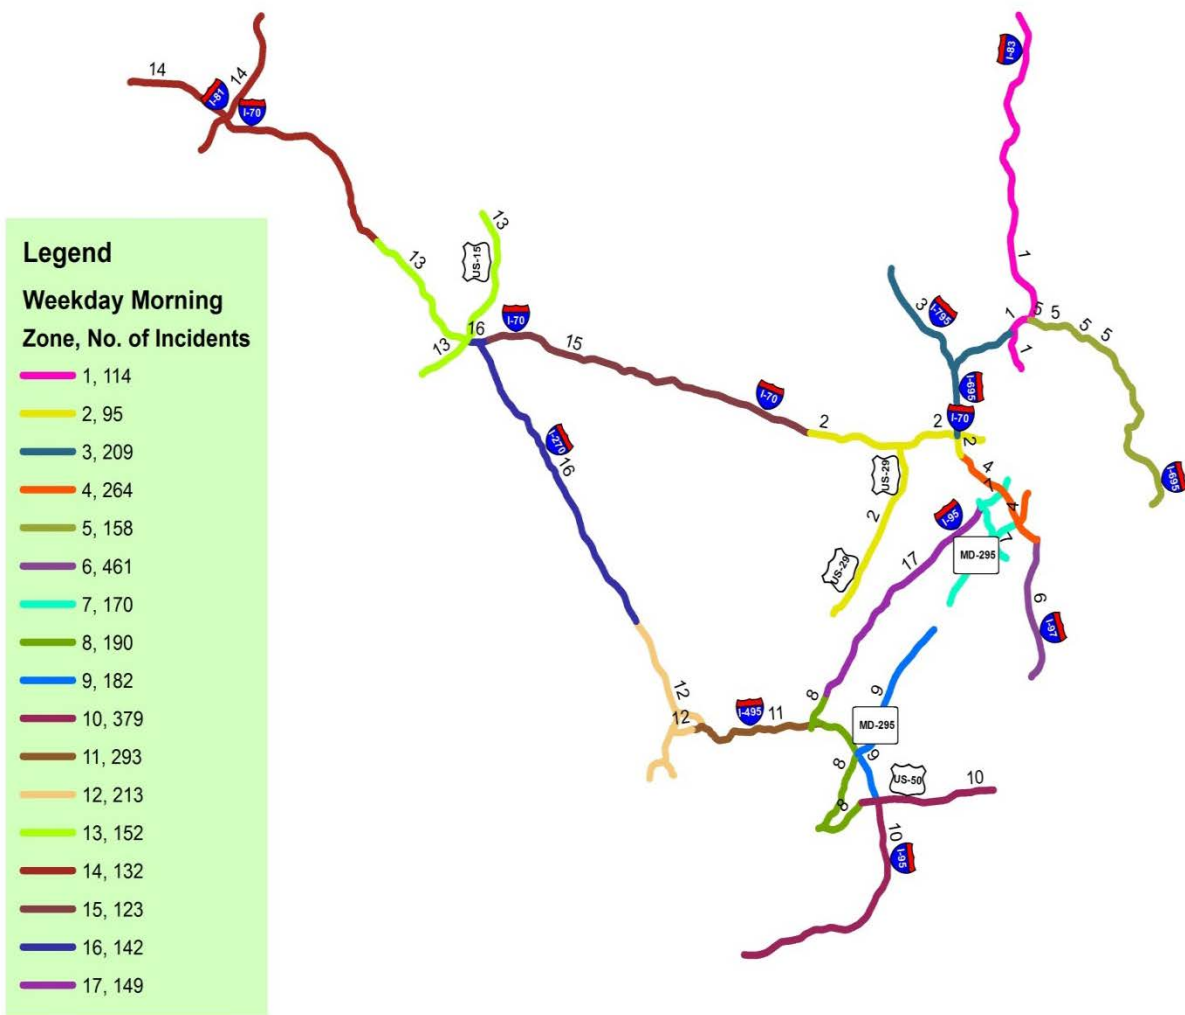 14
14
I-81
I-70
I-83
Legend
Weekday Morning
Zone, No. of Incidents
1, 114
2, 95
3, 209
4, 264
5, 158
6, 461
7, 170
8, 190
9, 182
10, 379
11, 293
12, 213
13, 152
14, 132
15, 123
16, 142
17, 149
13
US-15
13
13
16
I-70
15
I-70
1
3
I-795
1
1
5
5
5
5
I-695
I-70
2
2
2
I-695
I-270
16
US-29
2
US-29
4
7
4
7
I-95
17
MD-295
6
I-97
12
12
I-495
11
8
9
MD-295
9
8
8
US-50
10
10
I-95